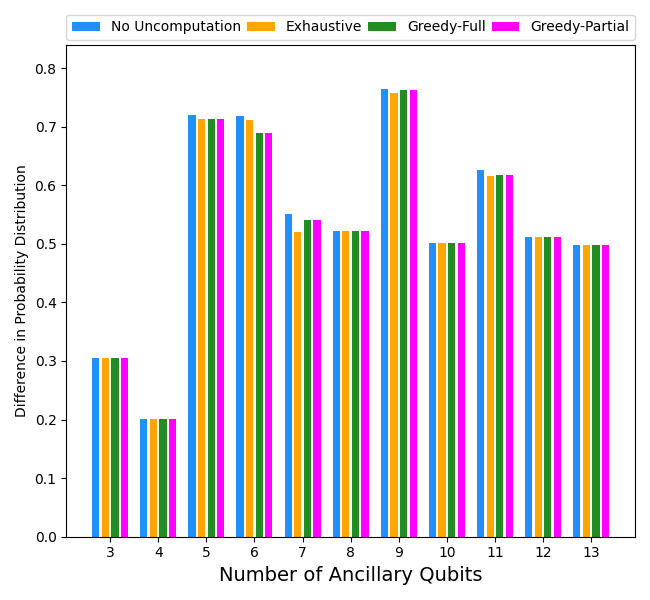 No Uncomputation Exhaustive Greedy-Full Greedy-Partial
Difference in Probability Distribution
0.8
0.7
0.6
0.5
0.4
0.3
0.2
0.1
0.0
3 4 5 6 7 8 9 10 11 12 13
Number of Ancillary Qubits